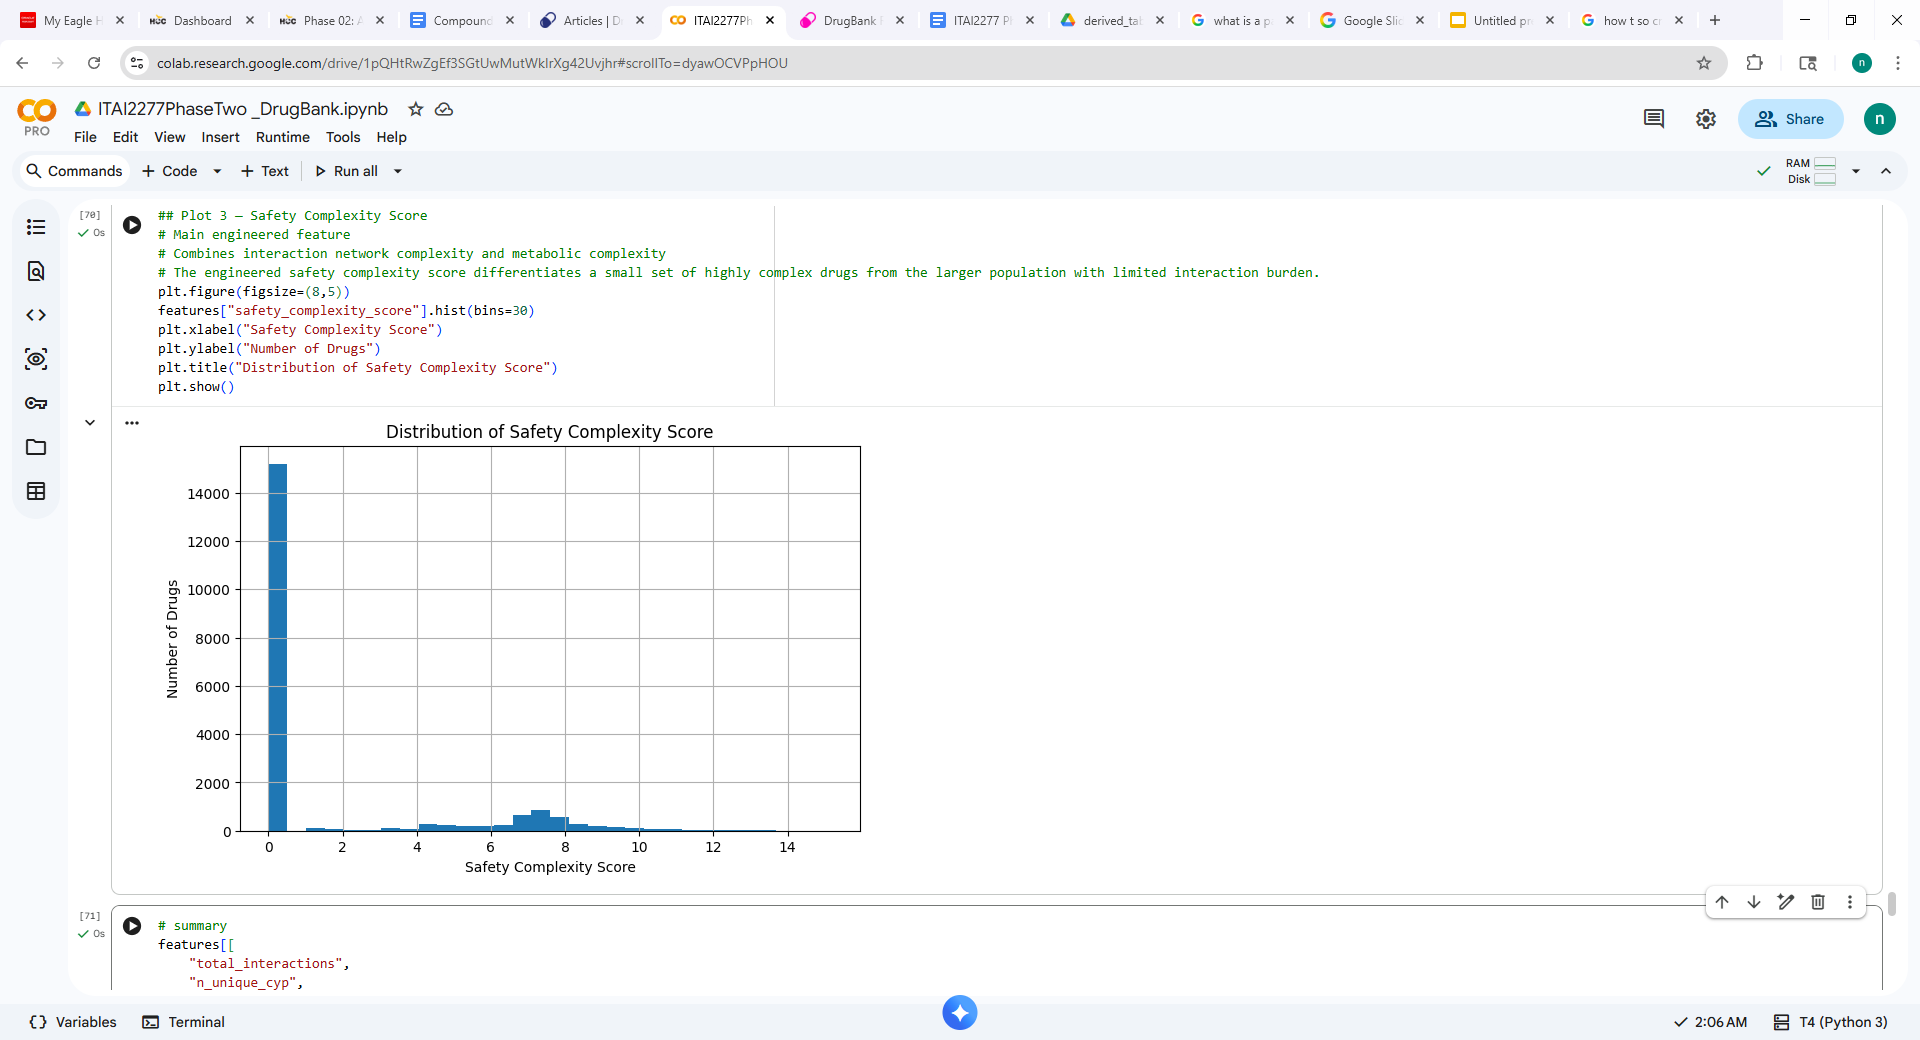 My Eagle H
Dashboard
Phase 02: A
Compound
Articles | D
ITAI2277Ph
DrugBank
ITAI2277 P
derived_ta
what is a p
Google Slic
Untitled pr
how t so c
colab.research.google.com/drive/1pQHtRwZgEf3SGtUwMutWkIrXg42Uvjhr#scrollTo=dyawOCVPpHOU
n
CO
PRO
ITAI2277PhaseTwo _DrugBank.ipynb
File Edit View Insert Runtime Tools Help
Share
n
Commands + Code + Text Run all
RAM
Disk
[70]
0s
## Plot 3 — Safety Complexity Score
# Main engineered feature
# Combines interaction network complexity and metabolic complexity
# The engineered safety complexity score differentiates a small set of highly complex drugs from the larger population with limited interaction burden.
plt.figure(figsize=(8,5))
features["safety_complexity_score"].hist(bins=30)
plt.xlabel("Safety Complexity Score")
plt.ylabel("Number of Drugs")
plt.title("Distribution of Safety Complexity Score")
plt.show()
Distribution of Safety Complexity Score
Number of Drugs
14000
12000
10000
8000
6000
4000
2000
0
0 2 4 6 8 10 12 14
Safety Complexity Score
[71]
0s
# summary
features[[
"total_interactions",
"n_unique_cyp",
Variables
Terminal
2:06 AM
T4 (Python 3)